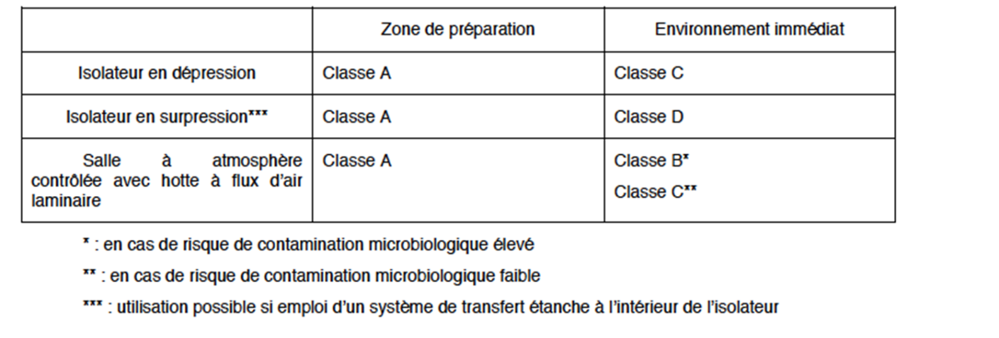 Zone de préparation
Environnement immédiat
Isolateur en dépression
Classe A
Classe C
Isolateur en surpression***
Classe A
Classe D
Salle à atmosphère
contrôlée avec hotte à flux d'air
laminaire
Classe A
Classe B*
Classe C**
* : en cas de risque de contamination microbiologique élevé
** : en cas de risque de contamination microbiologique faible
*** : utilisation possible si emploi d'un système de transfert étanche à l'intérieur de l'isolateur